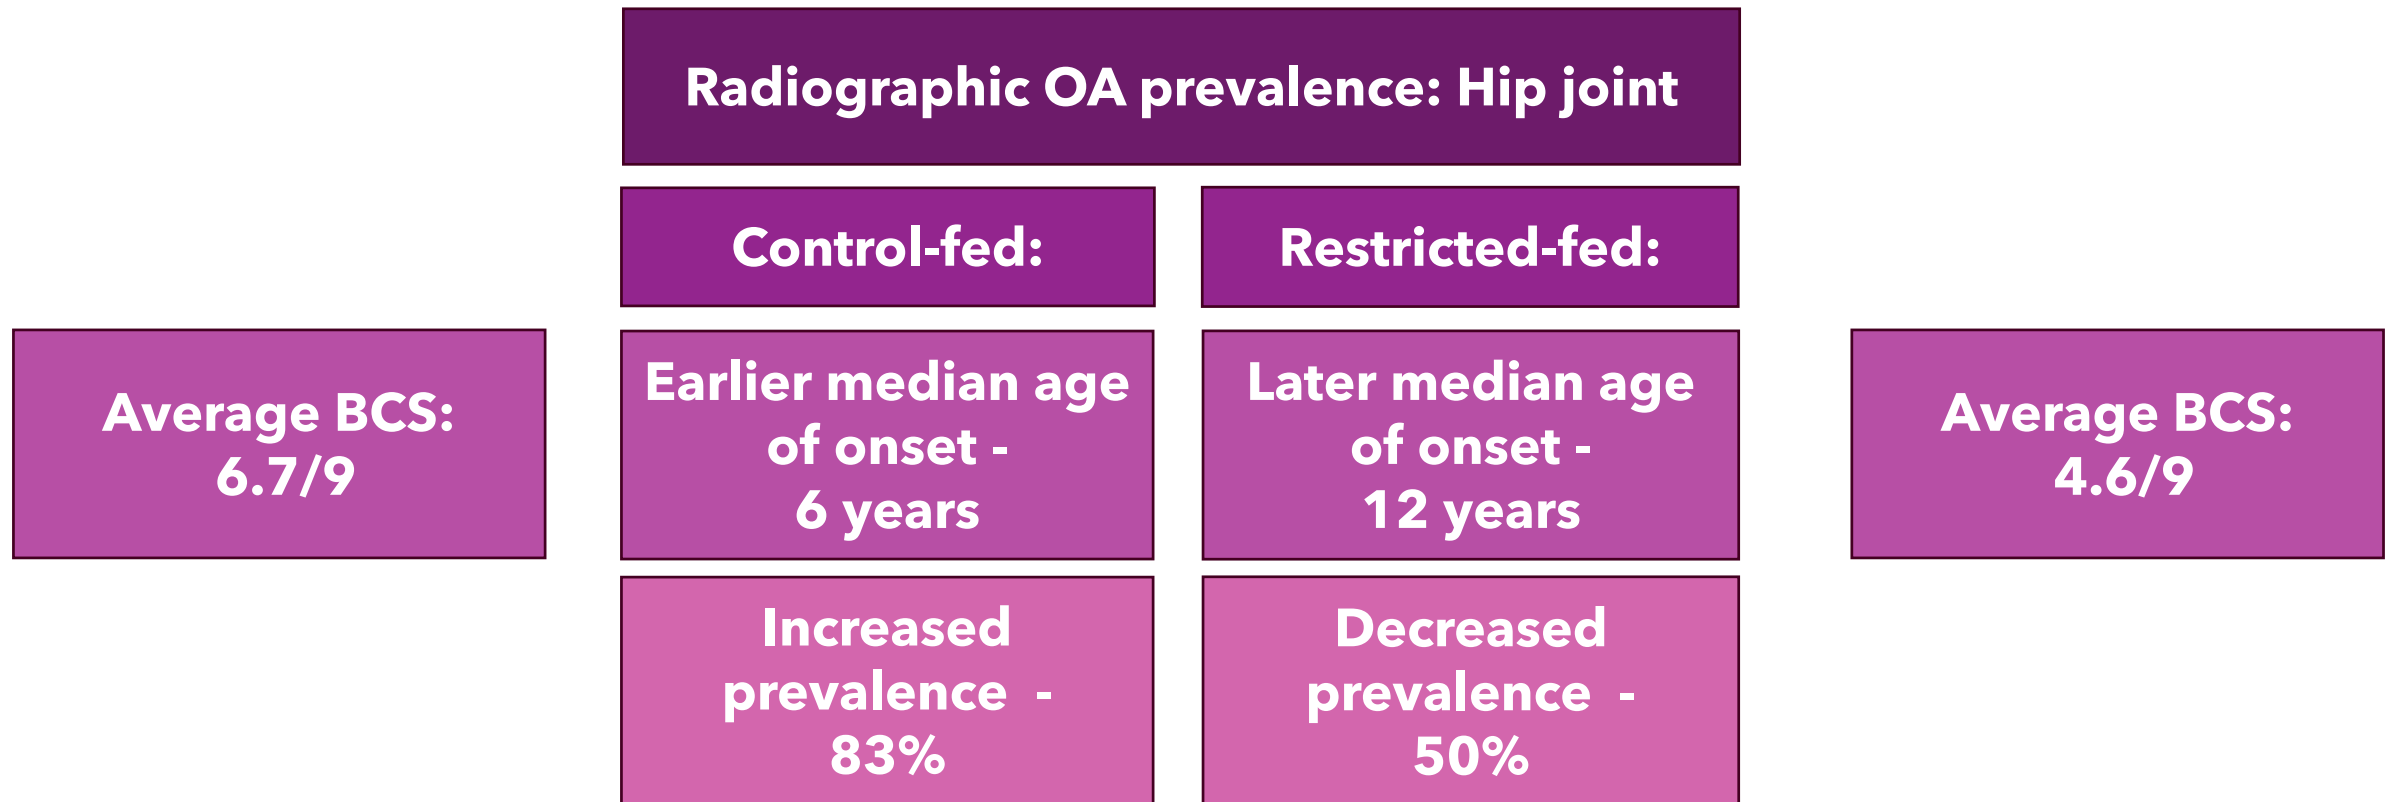 Radiographic OA prevalence: Hip joint
Control-fed:
Restricted-fed:
Average BCS:
6.7/9
Earlier median age
of onset -
6 years
Later median age
of onset -
12 years
Average BCS:
4.6/9
Increased
prevalence  -
83%
Decreased
prevalence  -
50%